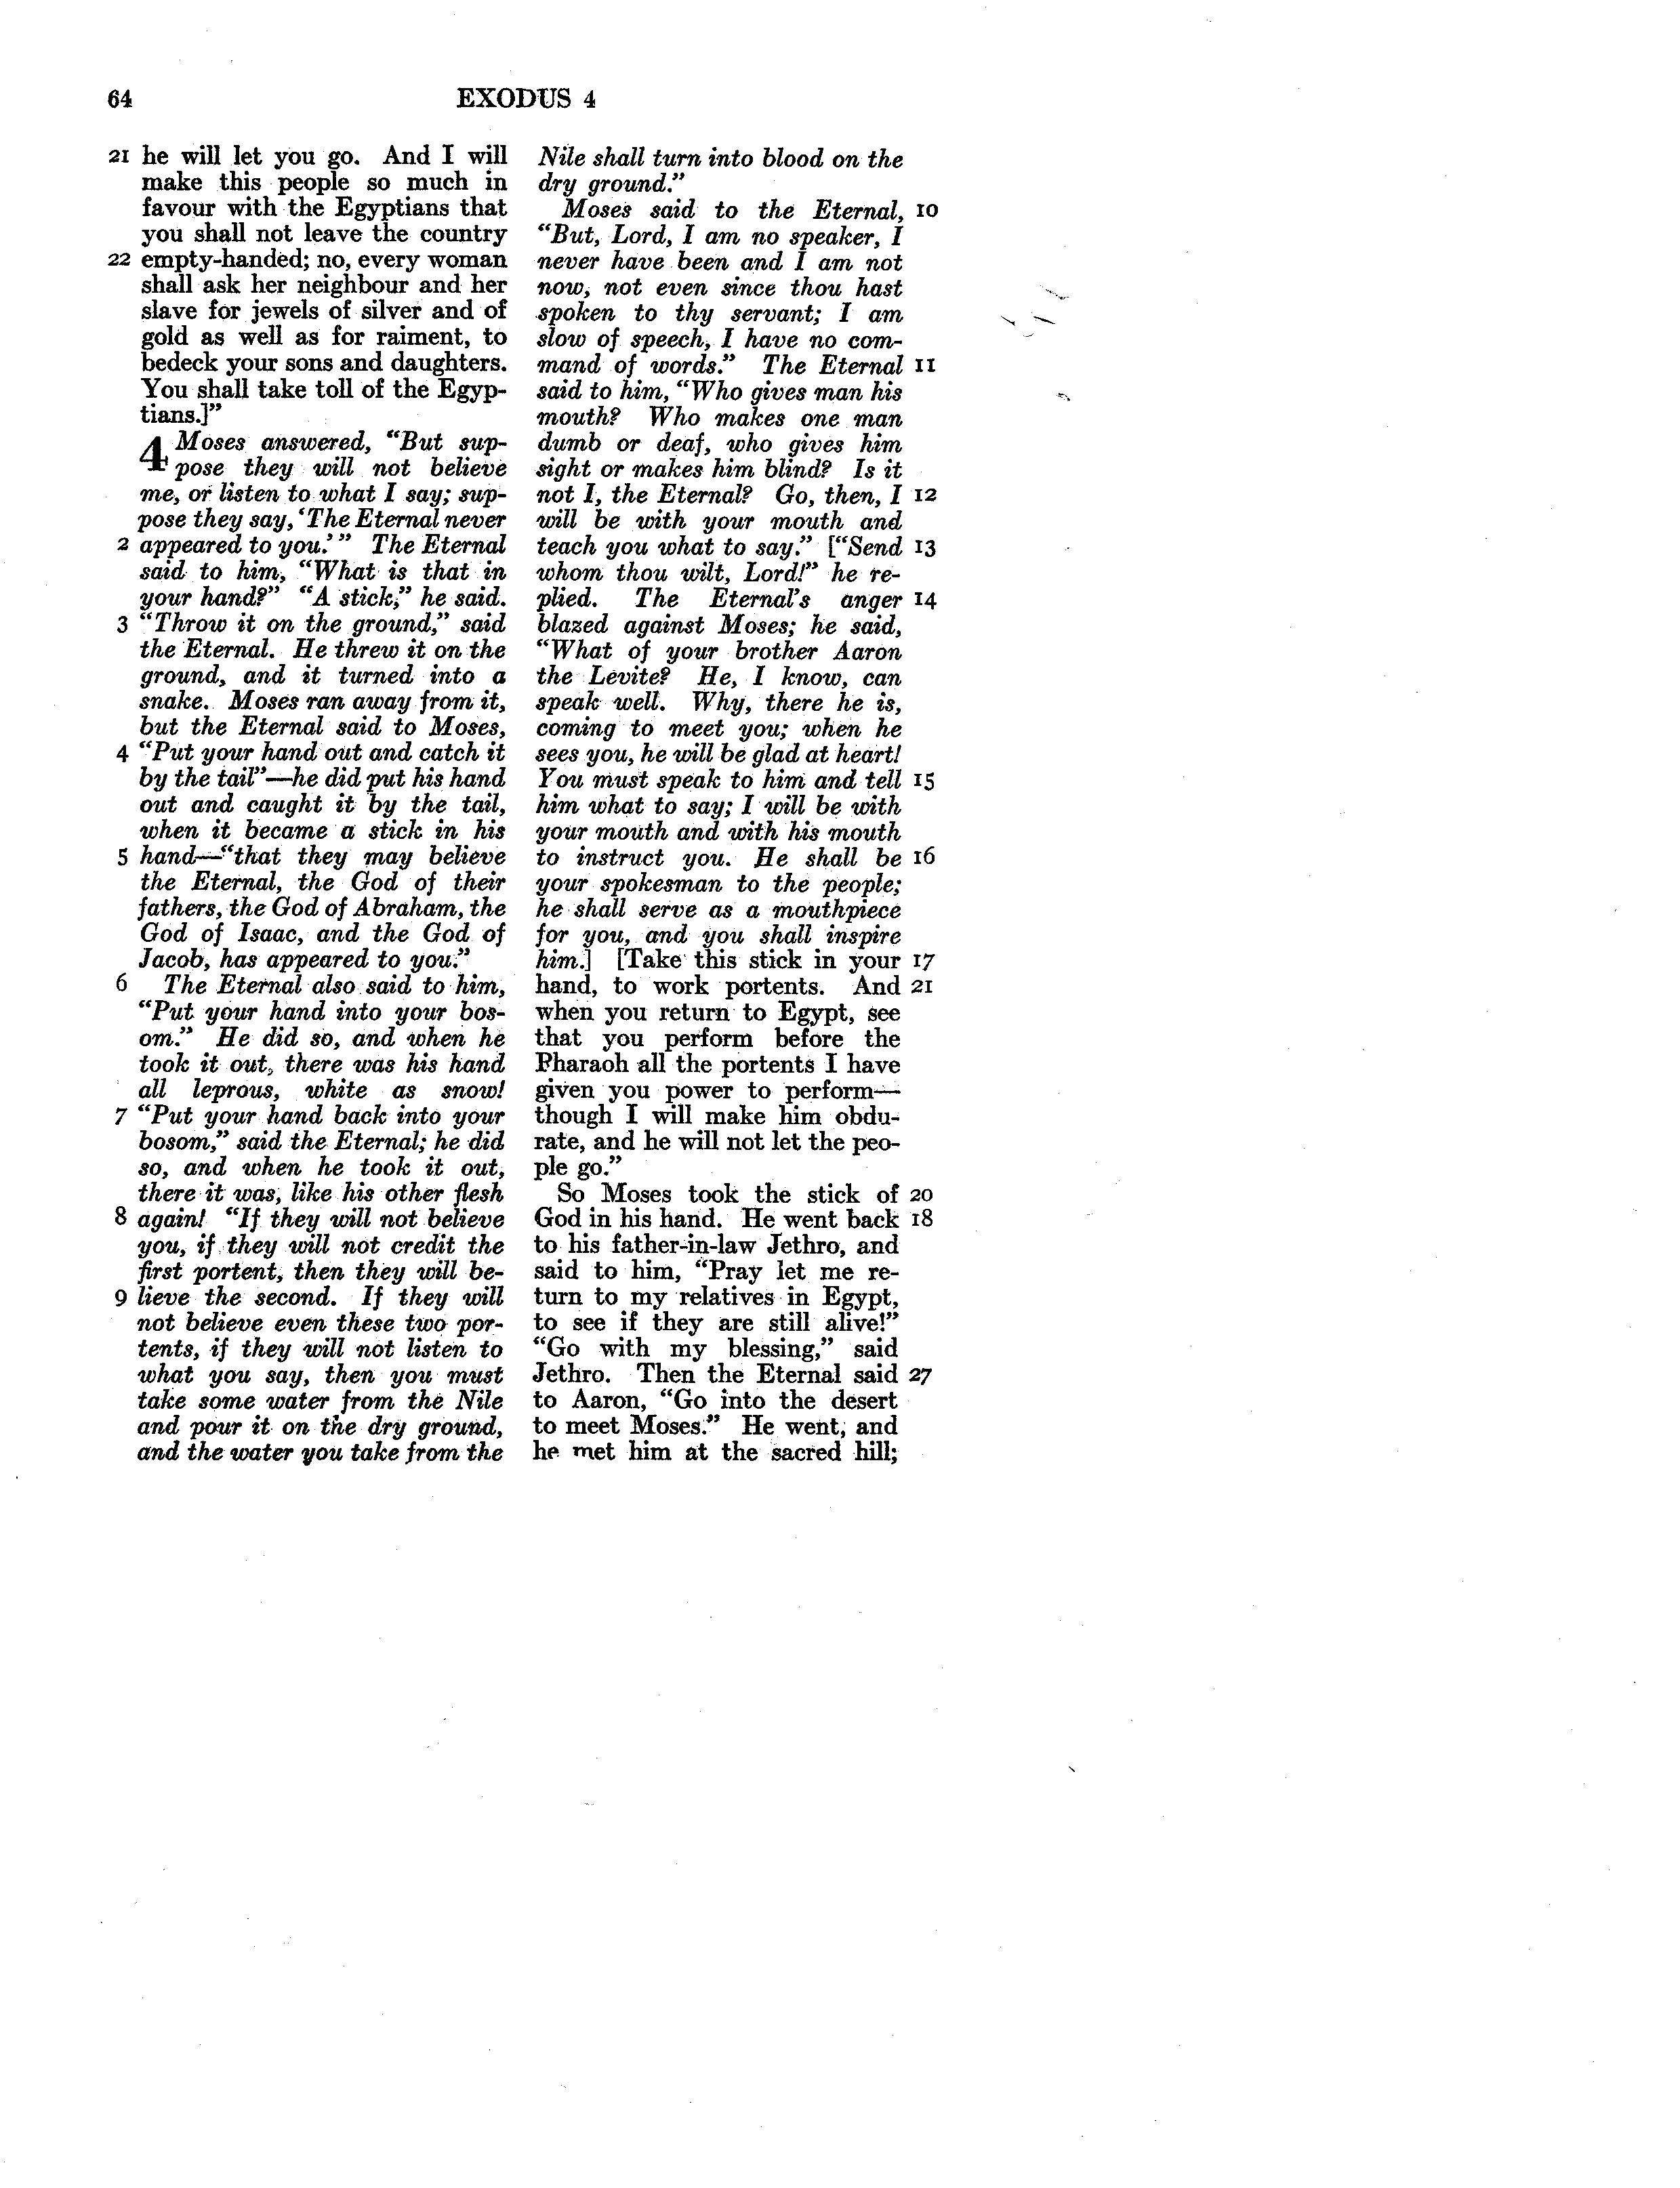 64 EXODUS 4
21 he will let you go. And I will
make this people so much in
favour with the Egyptians that
you shall not leave the country
22 empty-handed; no, every woman
shall ask her neighbour and her
slave for jewels of silver and of
gold as well as for raiment, to
bedeck your sons and daughters.
You shall take toll of the Egyp-
tians.]”
4 Moses answered, “But sup-
pose they will not believe
me, or listen to what I say; sup-
pose they say, ‘The Eternal never
2 appeared to you.’” The Eternal
said to him, “What is that in
your hand?” “A stick,” he said.
3 “Throw it on the ground,” said
the Eternal. He threw it on the
ground, and it turned into a
snake. Moses ran away from it,
but the Eternal said to Moses,
4 “Put your hand out and catch it
by the tail”—he did put his hand
out and caught it by the tail,
when it became a stick in his
5 hand—“that they may believe
the Eternal, the God of their
fathers, the God of Abraham, the
God of Isaac, and the God of
Jacob, has appeared to you.”
6 The Eternal also said to him,
“Put your hand into your bos-
om.” He did so, and when he
took it out, there was his hand
all leprous, white as snow!
7 “Put your hand back into your
bosom,” said the Eternal; he did
so, and when he took it out,
there it was, like his other flesh
8 again! “If they will not believe
you, if they will not credit the
first portent, then they will be-
9 lieve the second. If they will
not believe even these two por-
tents, if they will not listen to
what you say, then you must
take some water from the Nile
and pour it on the dry ground,
and the water you take from the
Nile shall turn into blood on the
dry ground.”
Moses said to the Eternal, 10
“But, Lord, I am no speaker, I
never have been and I am not
now, not even since thou hast
spoken to thy servant; I am
slow of speech, I have no com-
mand of words.” The Eternal 11
said to him, “Who gives man his
mouth? Who makes one man
dumb or deaf, who gives him
sight or makes him blind? Is it
not I, the Eternal? Go, then, I 12
will be with your mouth and
teach you what to say.” [“Send 13
whom thou wilt, Lord!” he re-
plied. The Eternal's anger 14
blazed against Moses; he said,
“What of your brother Aaron
the Levite? He, I know, can
speak well. Why, there he is,
coming to meet you; when he
sees you, he will be glad at heart!
You must speak to him and tell 15
him what to say; I will be with
your mouth and with his mouth
to instruct you. He shall be 16
your spokesman to the people;
he shall serve as a mouthpiece
for you, and you shall inspire
him.] [Take this stick in your 17
hand, to work portents. And 21
when you return to Egypt, see
that you perform before the
Pharaoh all the portents I have
given you power to perform—
though I will make him obdu-
rate, and he will not let the peo-
ple go.”
So Moses took the stick of 20
God in his hand. He went back 18
to his father-in-law Jethro, and
said to him, “Pray let me re-
turn to my relatives in Egypt,
to see if they are still alive!”
“Go with my blessing,” said
Jethro. Then the Eternal said 27
to Aaron, “Go into the desert
to meet Moses.” He went, and
he met him at the sacred hill;